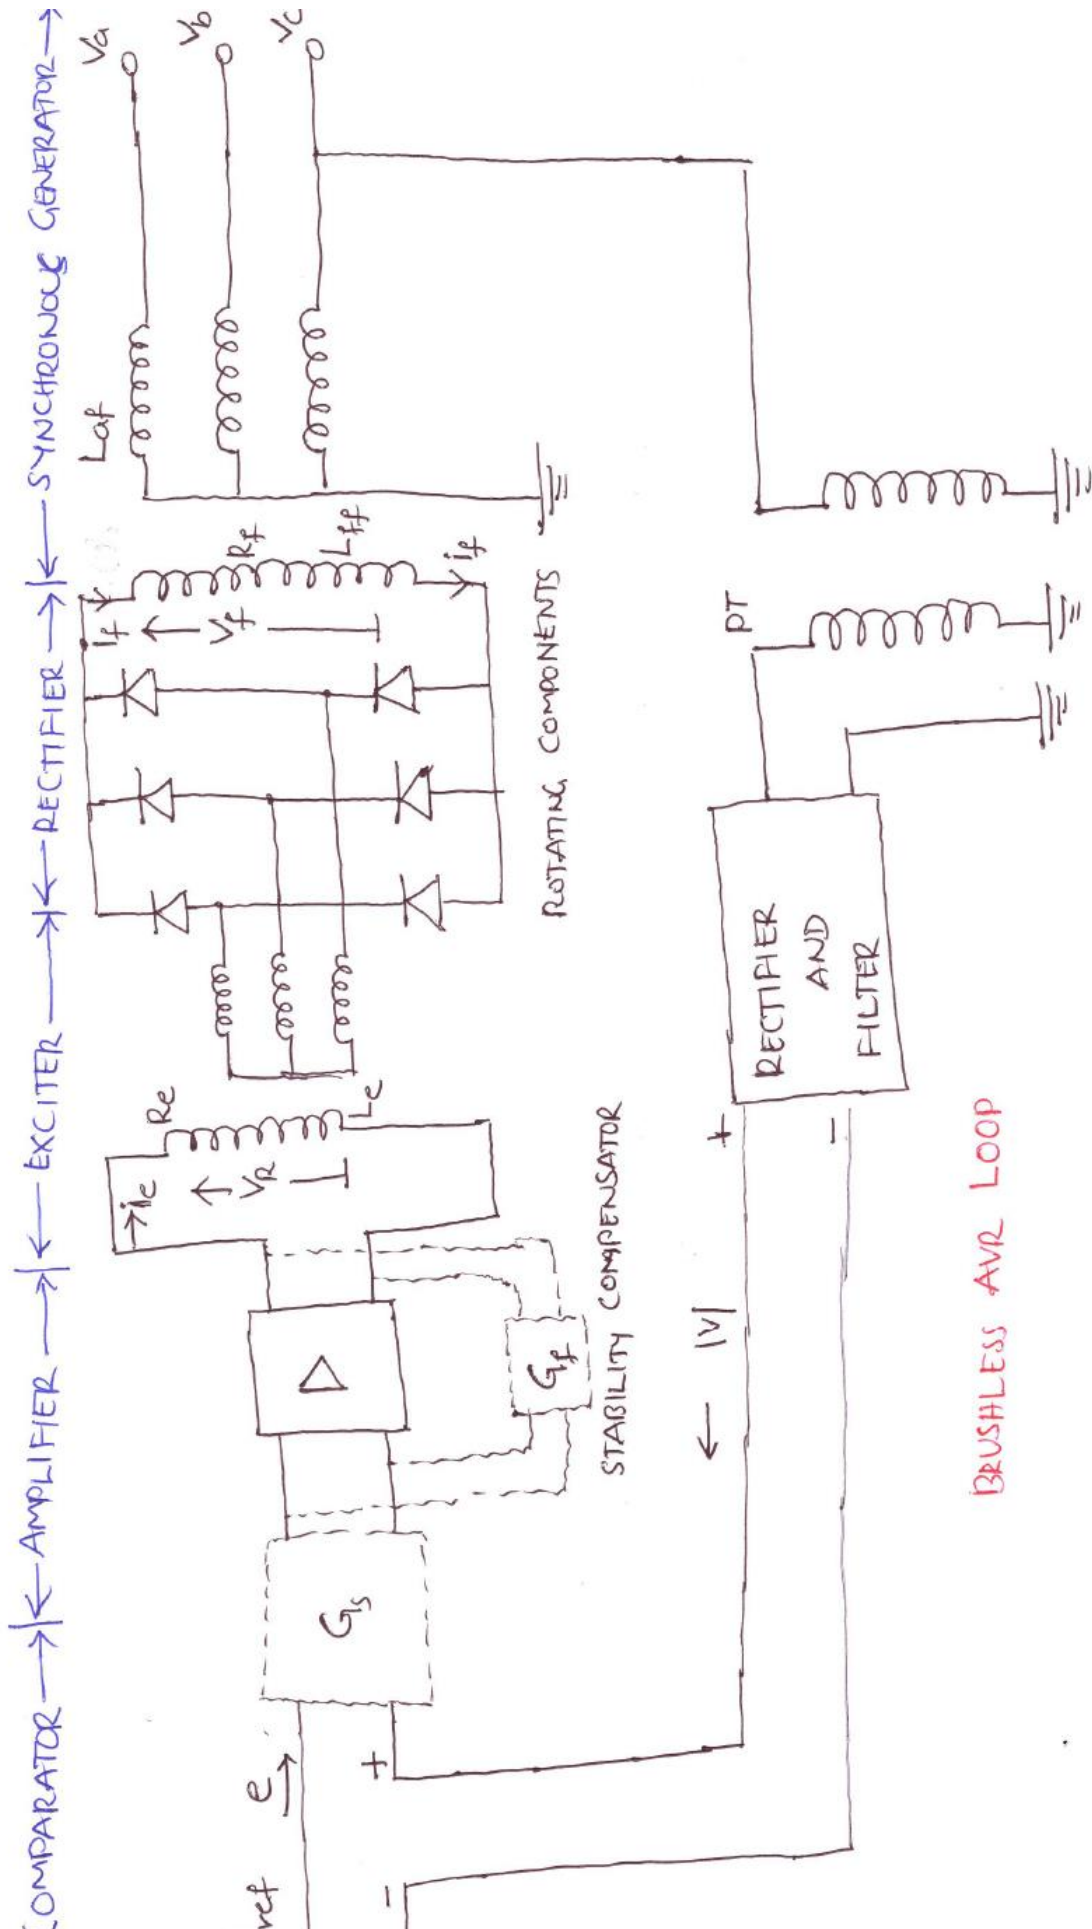 COMPARATOR
AMPLIFIER
EXCITER
RECTIFIER
SYNCHRONOUS GENERATOR
Va
Vb
Vc
Laf
if
Vf
Rf
Lff
if
ROTATING COMPONENTS
ie
VR
Re
Le
e
+
Gs
Gf
STABILITY COMPENSATOR
ref
-
|V|
+
-
RECTIFIER
AND
FILTER
PT
BRUSHLESS AVR LOOP